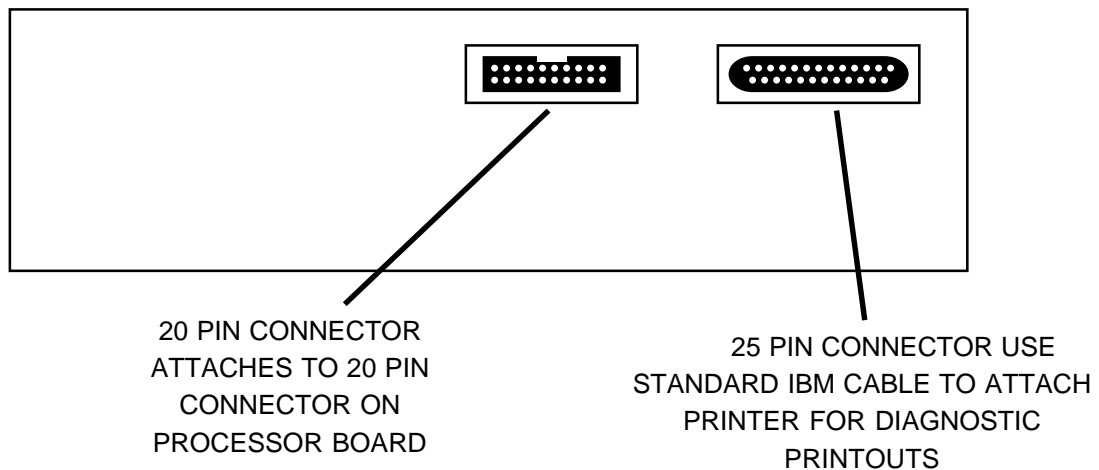 20 PIN CONNECTOR
ATTACHES TO 20 PIN
CONNECTOR ON
PROCESSOR BOARD
25 PIN CONNECTOR USE
STANDARD IBM CABLE TO ATTACH
PRINTER FOR DIAGNOSTIC
PRINTOUTS